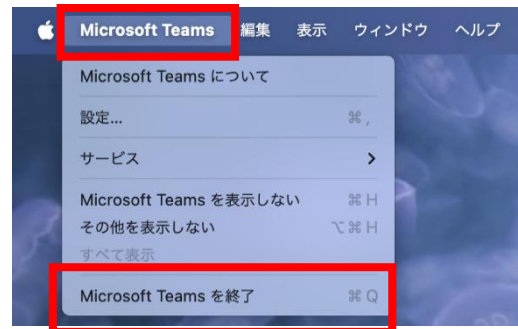 Microsoft Teams 編集 表示 ウィンドウ ヘルプ
Microsoft Teams について
設定... ⌘ ,
サービス >
Microsoft Teams を表示しない ⌘ H
その他を表示しない ⌥ ⌘ H
すべて表示
Microsoft Teams を終了 ⌘ Q